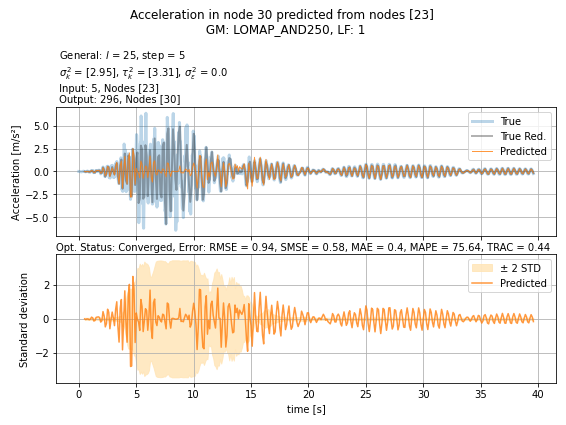 Acceleration in node 30 predicted from nodes [23]
GM: LOMAP_AND250, LF: 1
General: l = 25, step = 5
σ_k² = [2.95], τ_k² = [3.31], σ_ε² = 0.0
Input: 5, Nodes [23]
Output: 296, Nodes [30]
Acceleration [m/s²]
5.0
2.5
0.0
−2.5
−5.0
True
True Red.
Predicted
Opt. Status: Converged, Error: RMSE = 0.94, SMSE = 0.58, MAE = 0.4, MAPE = 75.64, TRAC = 0.44
Standard deviation
2
0
−2
± 2 STD
Predicted
0 5 10 15 20 25 30 35 40
time [s]